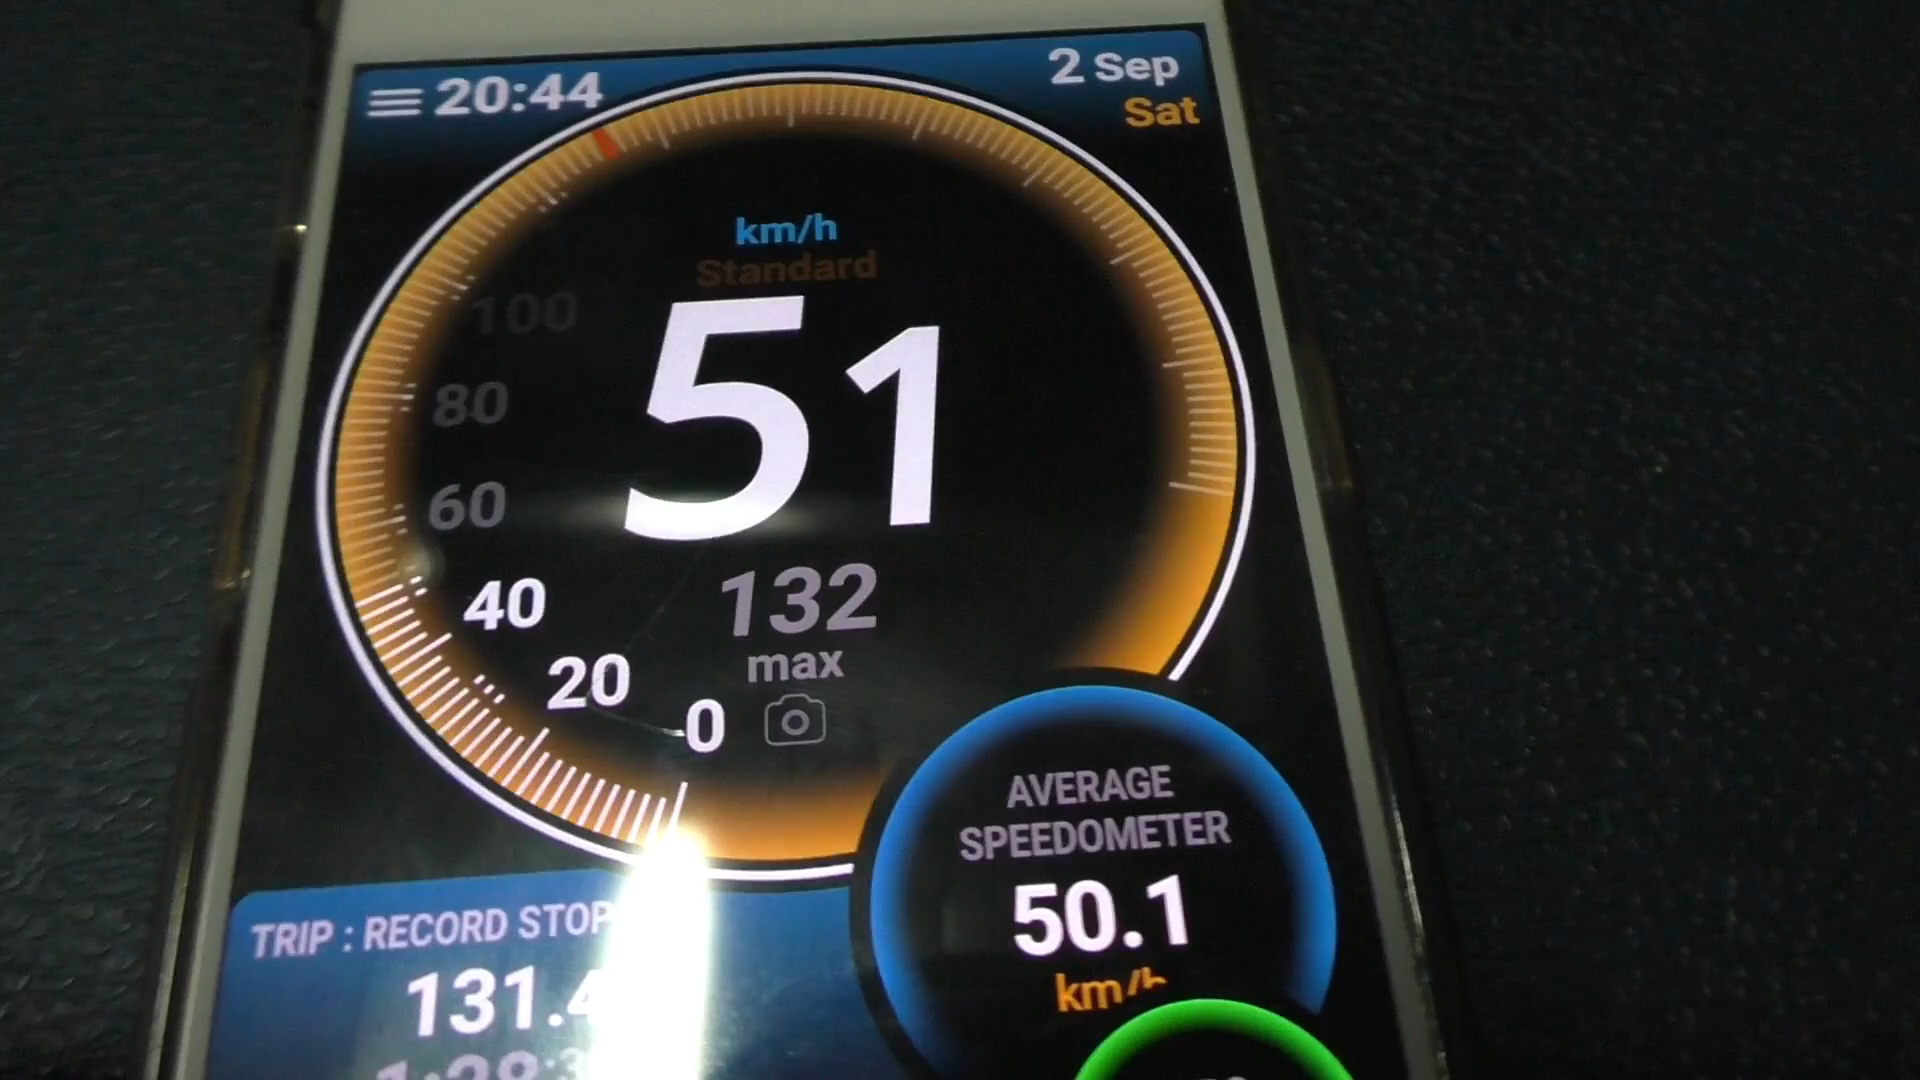 20:44
2 Sep
Sat
km/h
Standard
100
80
60
40
20
0
51
132
max
AVERAGE
SPEEDOMETER
50.1
km/h
TRIP : RECORD STOP
131.4